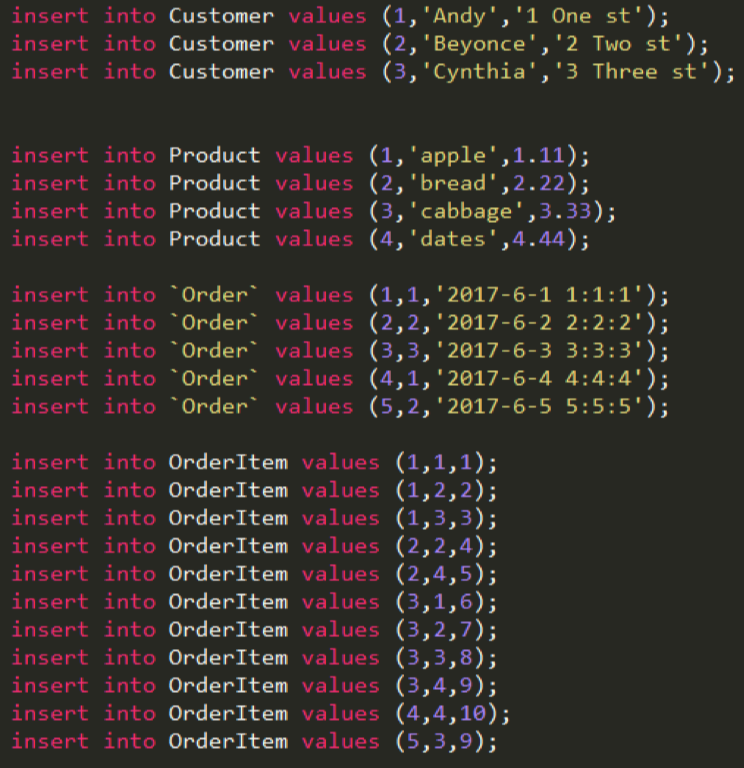 insert into Customer values (1,'Andy','1 One st');
insert into Customer values (2,'Beyonce','2 Two st');
insert into Customer values (3,'Cynthia','3 Three st');
insert into Product values (1,'apple',1.11);
insert into Product values (2,'bread',2.22);
insert into Product values (3,'cabbage',3.33);
insert into Product values (4,'dates',4.44);
insert into `Order` values (1,1,'2017-6-1 1:1:1');
insert into `Order` values (2,2,'2017-6-2 2:2:2');
insert into `Order` values (3,3,'2017-6-3 3:3:3');
insert into `Order` values (4,1,'2017-6-4 4:4:4');
insert into `Order` values (5,2,'2017-6-5 5:5:5');
insert into OrderItem values (1,1,1);
insert into OrderItem values (1,2,2);
insert into OrderItem values (1,3,3);
insert into OrderItem values (2,2,4);
insert into OrderItem values (2,4,5);
insert into OrderItem values (3,1,6);
insert into OrderItem values (3,2,7);
insert into OrderItem values (3,3,8);
insert into OrderItem values (3,4,9);
insert into OrderItem values (4,4,10);
insert into OrderItem values (5,3,9);